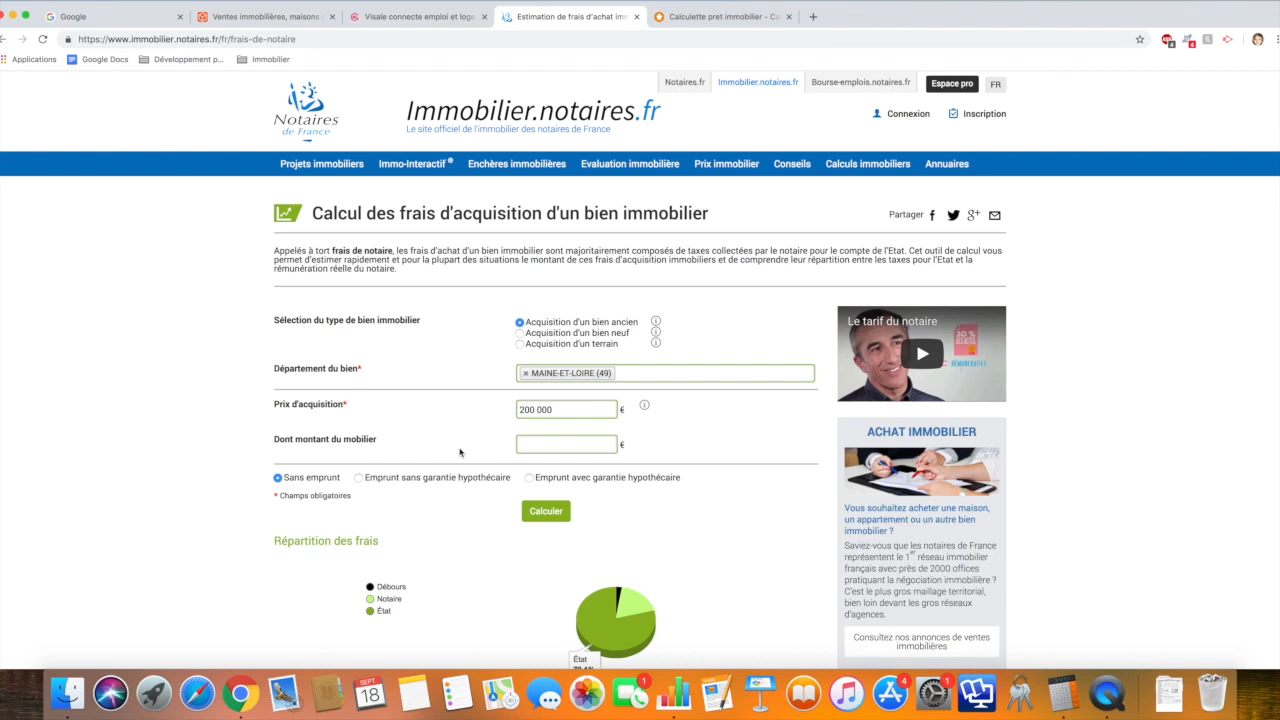 Google
Ventes immobilières, maisons
Visale connecte emploi et loge
Estimation de frais d'achat imm
Calculette pret immobilier - Ca
https://www.immobilier.notaires.fr/fr/frais-de-notaire
Applications
Google Docs
Développement p...
Immobilier
Notaires.fr
Immobilier.notaires.fr
Bourse-emplois.notaires.fr
Espace pro
FR
Notaires
de France
Immobilier.notaires.fr
Le site officiel de l'immobilier des notaires de France
Connexion
Inscription
Projets immobiliers
Immo-Interactif ®
Enchères immobilières
Evaluation immobilière
Prix immobilier
Conseils
Calculs immobiliers
Annuaires
Calcul des frais d'acquisition d'un bien immobilier
Partager
Appelés à tort frais de notaire, les frais d'achat d'un bien immobilier sont majoritairement composés de taxes collectées par le notaire pour le compte de l'Etat. Cet outil de calcul vous
permet d'estimer rapidement et pour la plupart des situations le montant de ces frais d'acquisition immobiliers et de comprendre leur répartition entre les taxes pour l'Etat et la
rémunération réelle du notaire.
Sélection du type de bien immobilier
Acquisition d'un bien ancien
Acquisition d'un bien neuf
Acquisition d'un terrain
Département du bien*
× MAINE-ET-LOIRE (49)
Prix d'acquisition*
200 000
€
Dont montant du mobilier
€
Sans emprunt
Emprunt sans garantie hypothécaire
Emprunt avec garantie hypothécaire
* Champs obligatoires
Calculer
Répartition des frais
Débours
Notaire
État
État
Le tarif du notaire
ACHAT IMMOBILIER
Vous souhaitez acheter une maison,
un appartement ou un autre bien
immobilier ?
Saviez-vous que les notaires de France
représentent le 1er réseau immobilier
français avec près de 2000 offices
pratiquant la négociation immobilière ?
C'est le plus gros maillage territorial,
bien loin devant les gros réseaux
d'agences.
Consultez nos annonces de ventes
immobilières
SEPT.
18
1
4
1